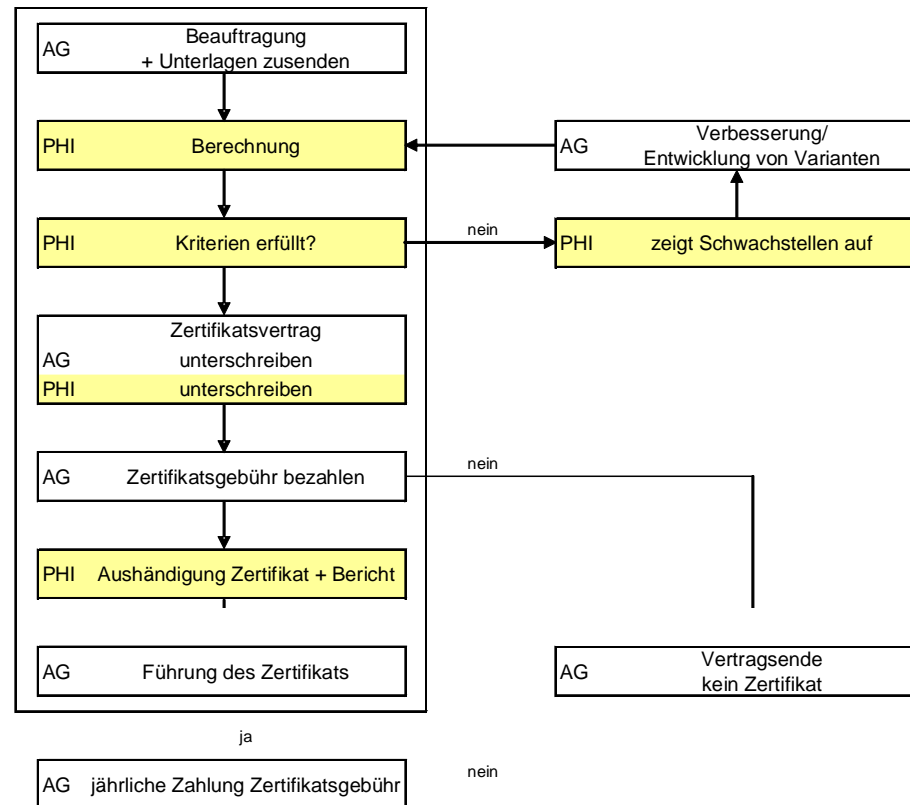 AG
Beauftragung
+ Unterlagen zusenden
PHI Berechnung
AG
Verbesserung/
Entwicklung von Varianten
PHI Kriterien erfüllt?
nein
PHI zeigt Schwachstellen auf
Zertifikatsvertrag
AG unterschreiben
PHI unterschreiben
AG Zertifikatsgebühr bezahlen
nein
PHI Aushändigung Zertifikat + Bericht
AG Führung des Zertifikats
AG
Vertragsende
kein Zertifikat
ja
AG jährliche Zahlung Zertifikatsgebühr
nein